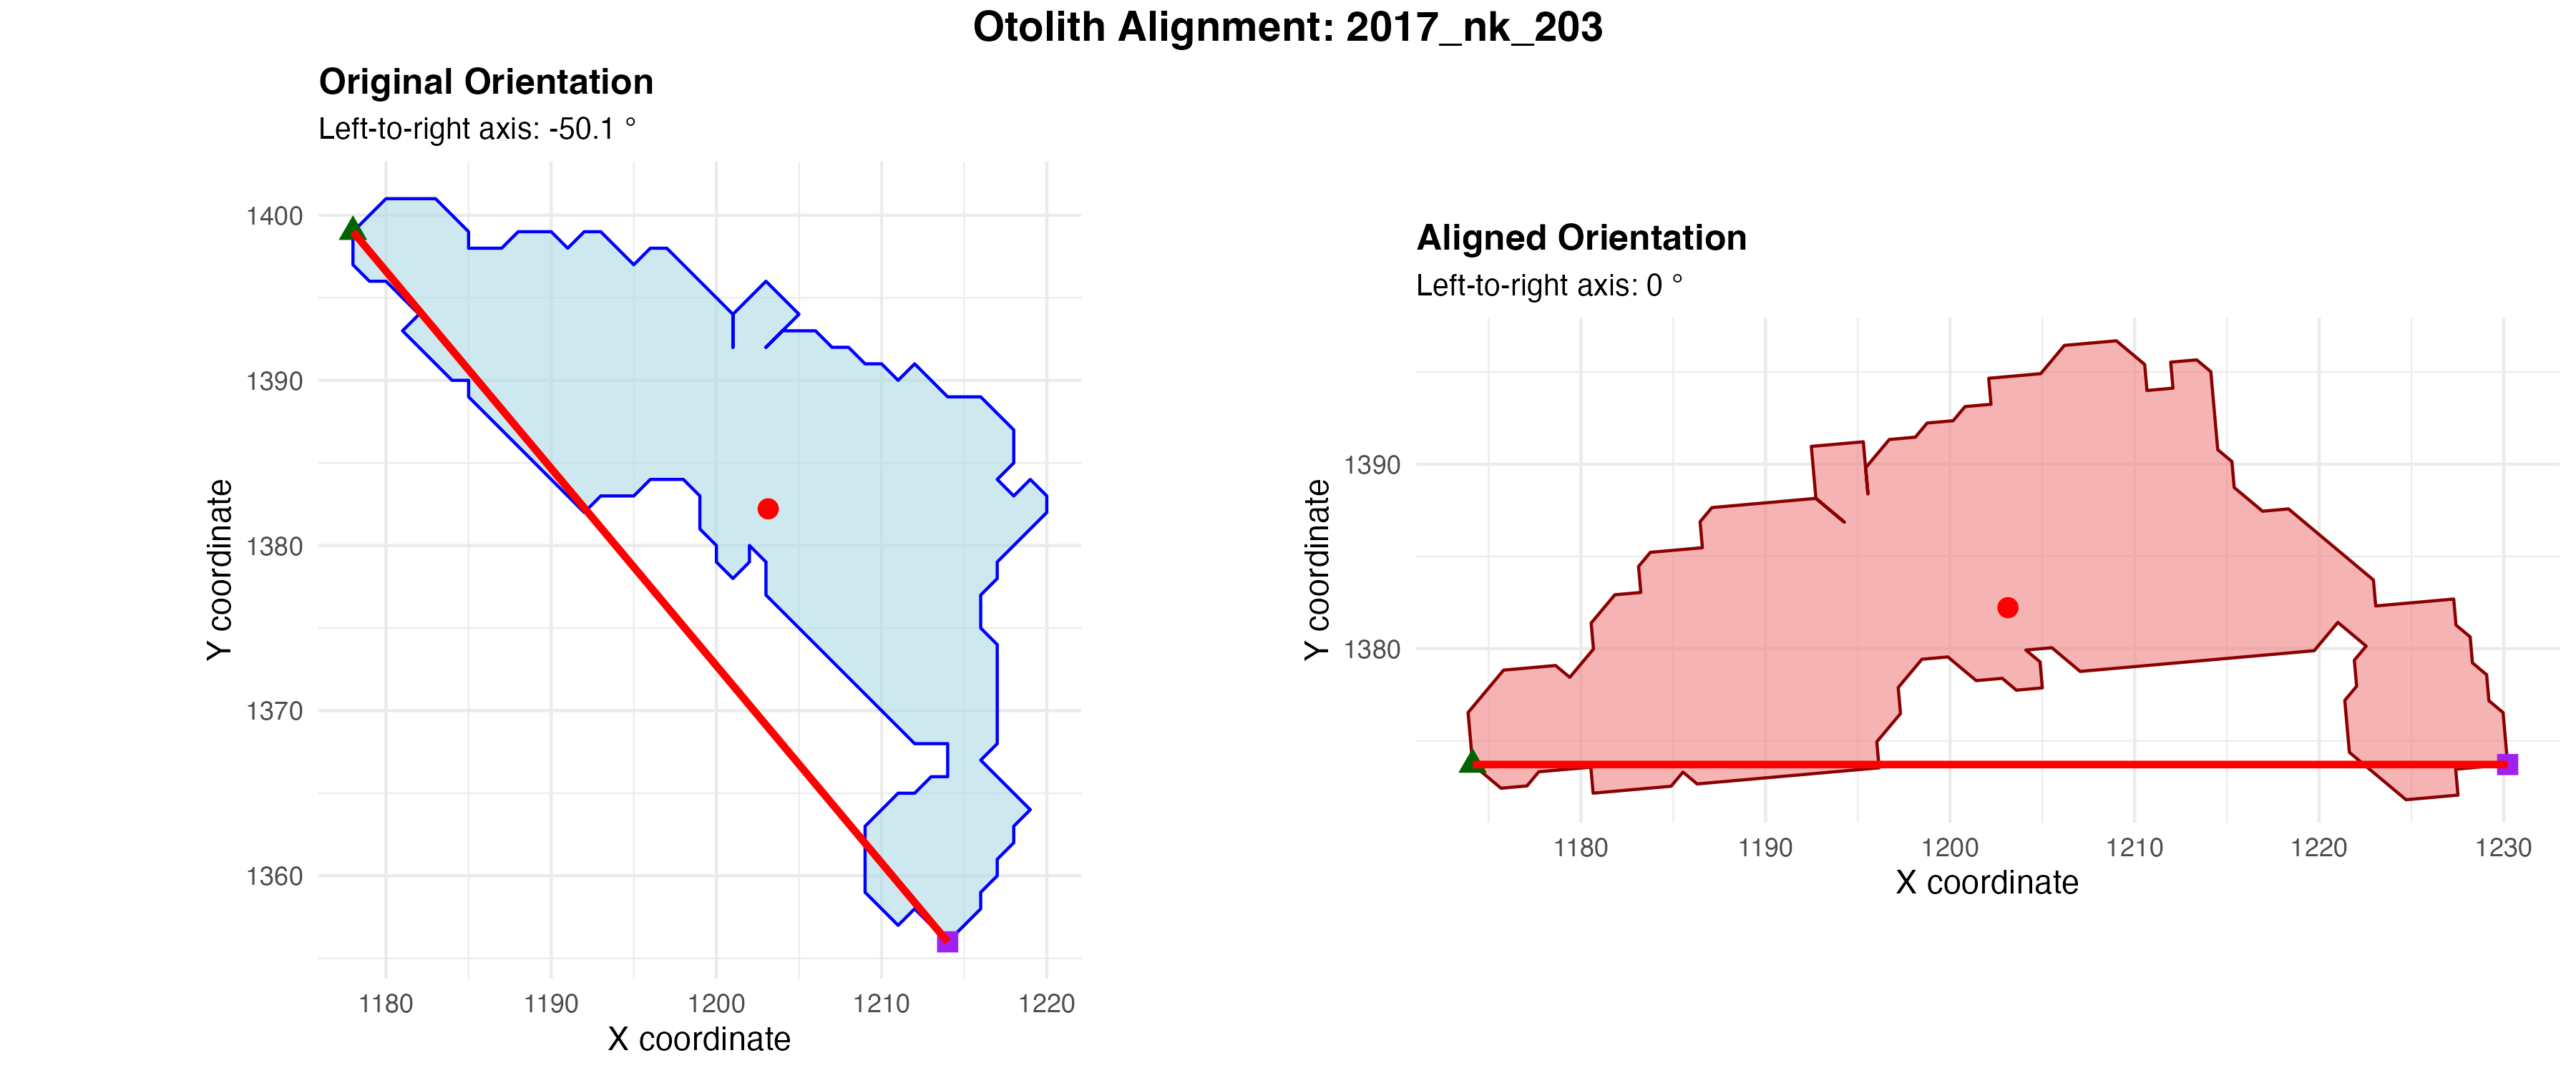 Otolith Alignment: 2017_nk_203
Original Orientation
Left-to-right axis: -50.1 °
1400
1390
1380
1370
1360
Y coordinate
1180 1190 1200 1210 1220
X coordinate
Aligned Orientation
Left-to-right axis: 0 °
1390
1380
Y coordinate
1180 1190 1200 1210 1220 1230
X coordinate